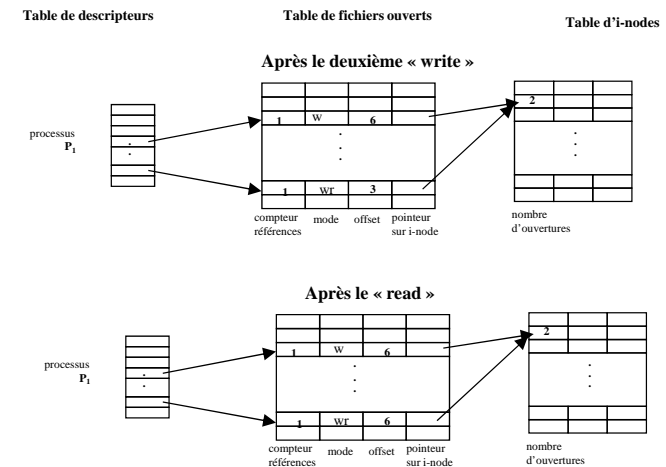 Table de descripteurs Table de fichiers ouverts Table d'i-nodes
Après le deuxième « write »
2
processus
P1
1 w 6
1 wr 3
compteur
références
mode
offset
pointeur
sur i-node
nombre
d'ouvertures
Après le « read »
2
processus
P1
1 w 6
1 wr 6
compteur
références
mode
offset
pointeur
sur i-node
nombre
d'ouvertures